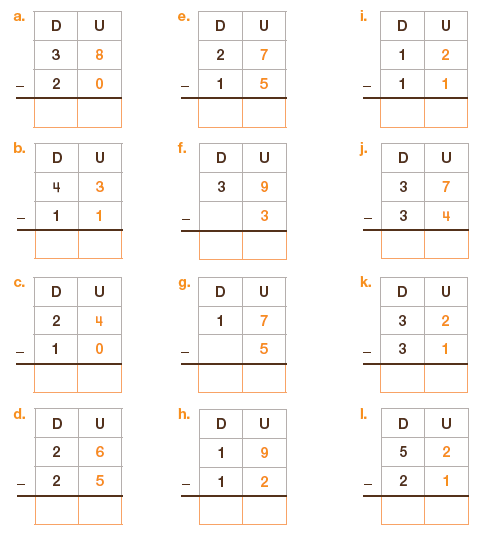 a.
D U
3 8
– 2 0
b.
D U
4 3
– 1 1
c.
D U
2 4
– 1 0
d.
D U
2 6
– 2 5
e.
D U
2 7
– 1 5
f.
D U
3 9
– 3
g.
D U
1 7
– 5
h.
D U
1 9
– 1 2
i.
D U
1 2
– 1 1
j.
D U
3 7
– 3 4
k.
D U
3 2
– 3 1
l.
D U
5 2
– 2 1